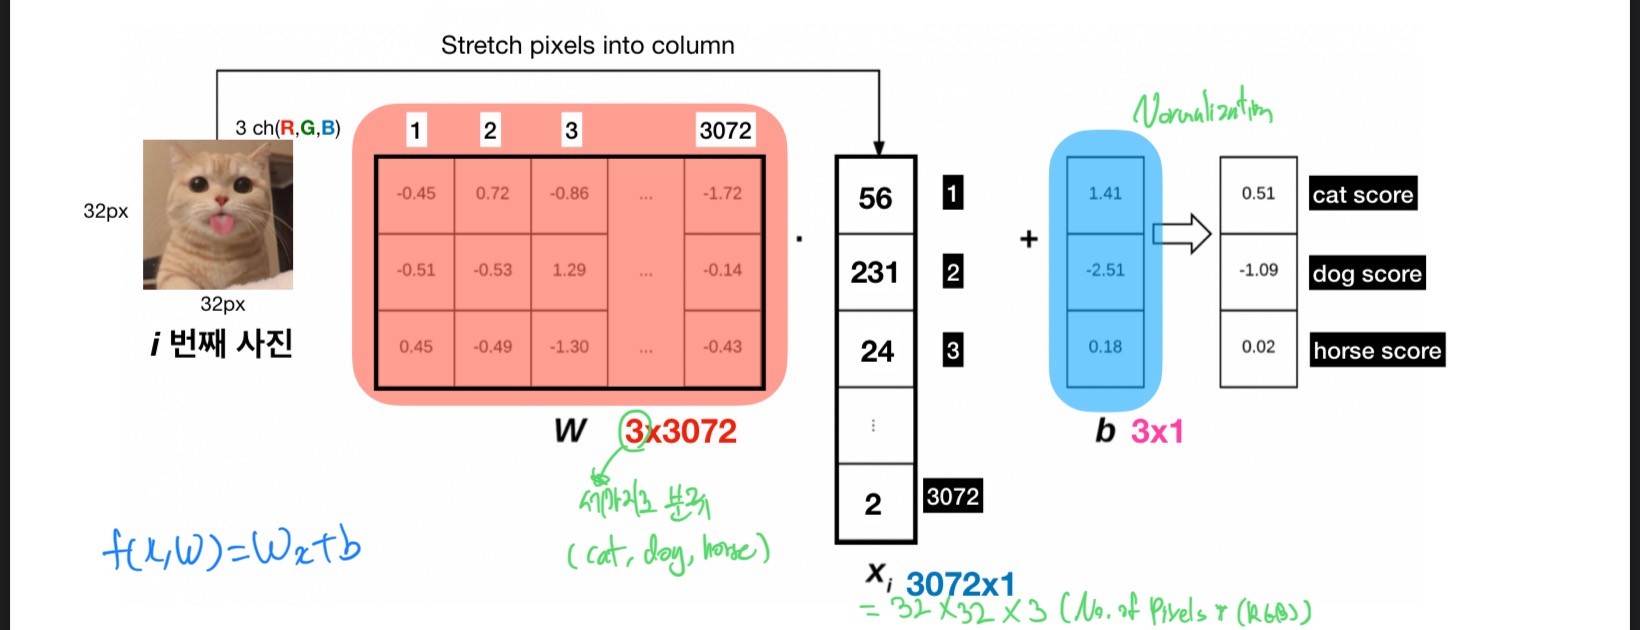 Stretch pixels into column
Normalization
3 ch(R,G,B)
1 2 3 3072
32px
32px
i 번째 사진
-0.45 0.72 -0.86 ... -1.72
-0.51 -0.53 1.29 ... -0.14
0.45 -0.49 -1.30 ... -0.43
.
56 1
231 2
24 3
⋮
2 3072
+
1.41
-2.51
0.18
0.51 cat score
-1.09 dog score
0.02 horse score
W 3x3072
b 3x1
세가지로 분류
(cat, dog, horse)
f(x,W)=Wx+b
xi 3072x1
= 32 x 32 x 3 (No. of Pixels * (RGB))